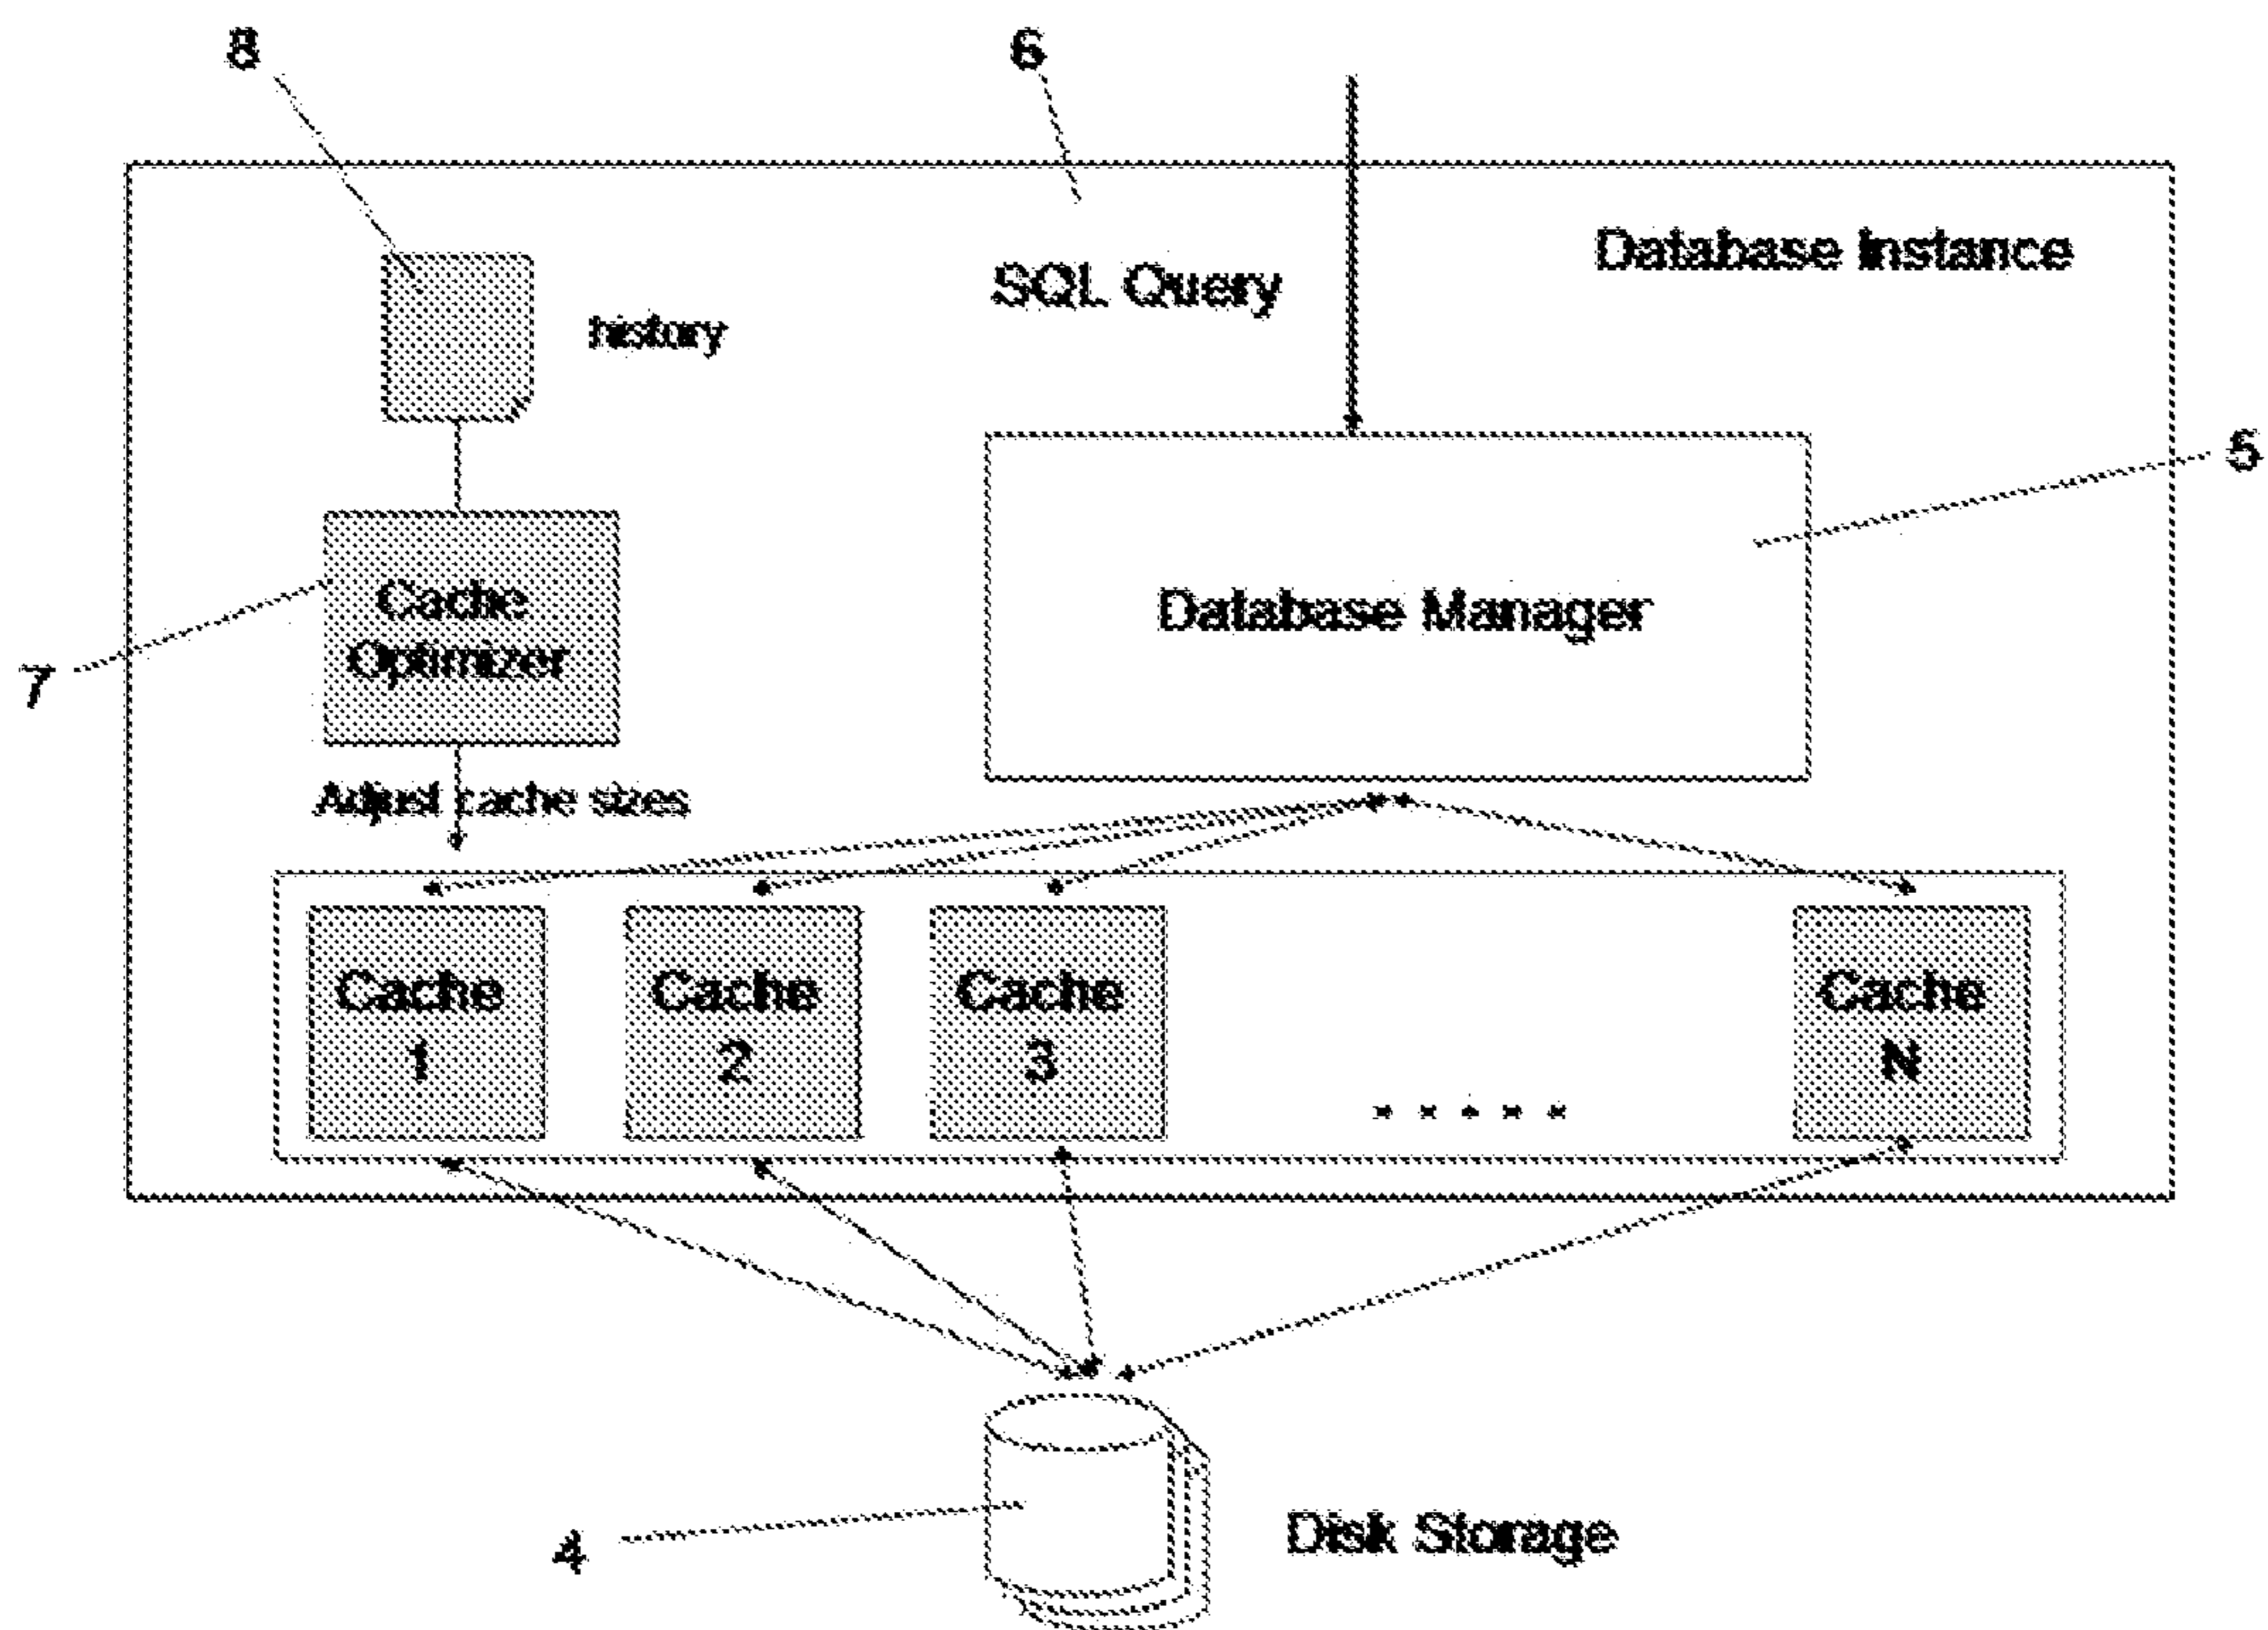 8
6
Database Instance
SQL Query
history
5
Database Manager
Cache
Optimizer
7
Adjust cache sizes
Cache
1
Cache
2
Cache
3
.....
Cache
N
4
Disk Storage